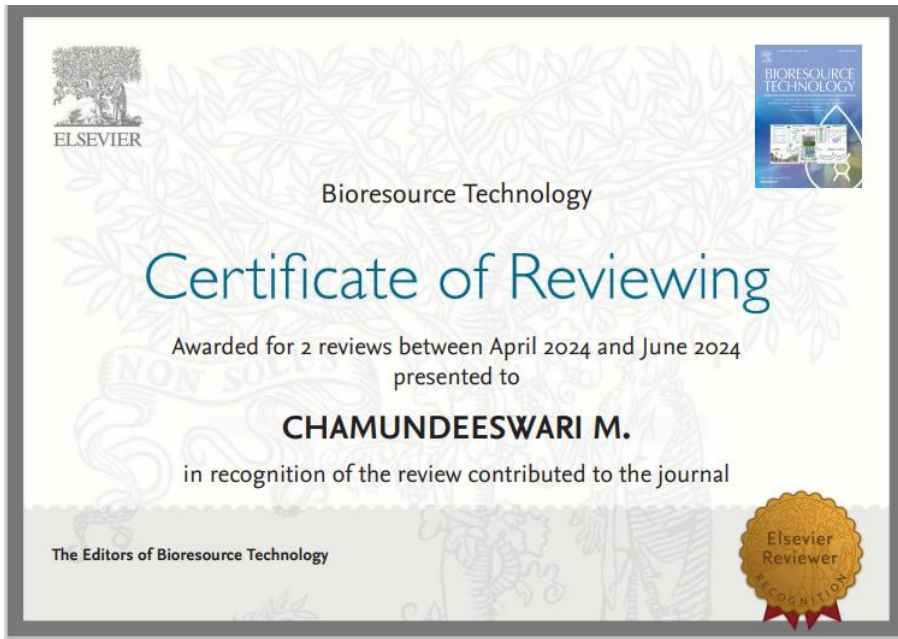 ELSEVIER
BIORESOURCE
TECHNOLOGY
Bioresource Technology
Certificate of Reviewing
Awarded for 2 reviews between April 2024 and June 2024
presented to
NON SOLUS
CHAMUNDEESWARI M.
in recognition of the review contributed to the journal
The Editors of Bioresource Technology
Elsevier
Reviewer
RECOGNITION